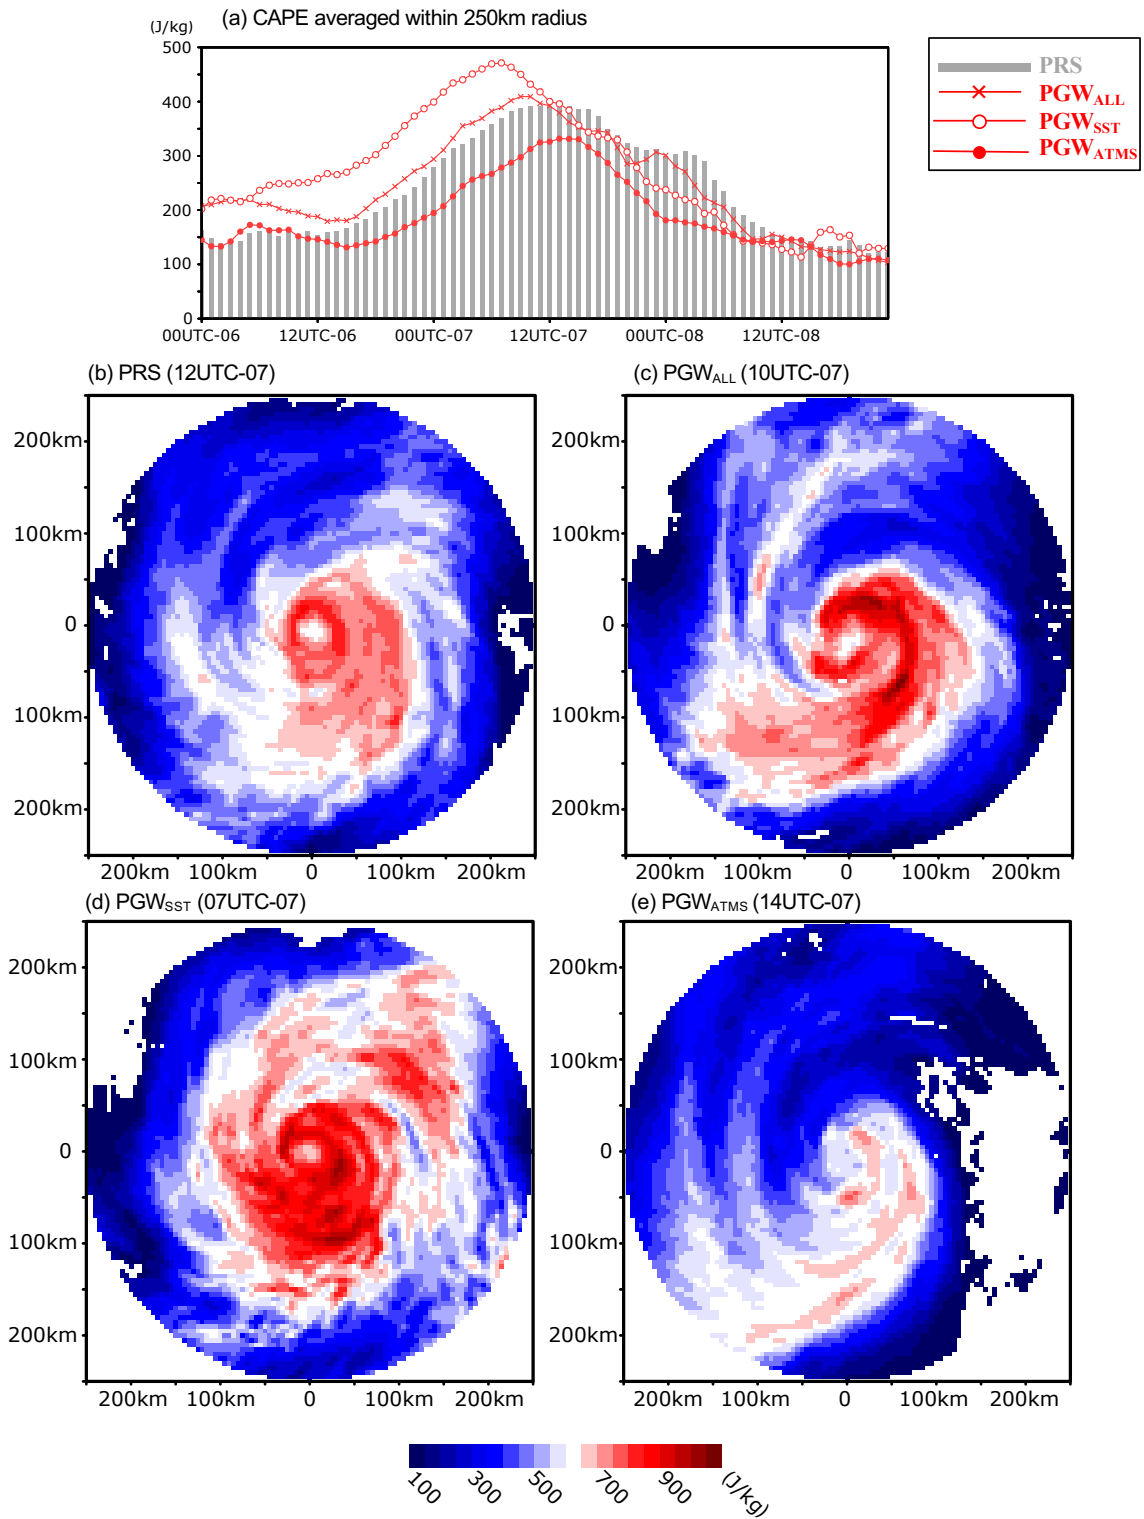 (a) CAPE averaged within 250km radius
(J/kg)
500
400
300
200
100
0
00UTC-06 12UTC-06 00UTC-07 12UTC-07 00UTC-08 12UTC-08
PRS
PGWALL
PGWSST
PGWATMS
(b) PRS (12UTC-07)
200km
100km
0
100km
200km
200km 100km 0 100km 200km
(c) PGWALL (10UTC-07)
200km
100km
0
100km
200km
200km 100km 0 100km 200km
(d) PGWSST (07UTC-07)
200km
100km
0
100km
200km
200km 100km 0 100km 200km
(e) PGWATMS (14UTC-07)
200km
100km
0
100km
200km
200km 100km 0 100km 200km
100 300 500 700 900 (J/kg)